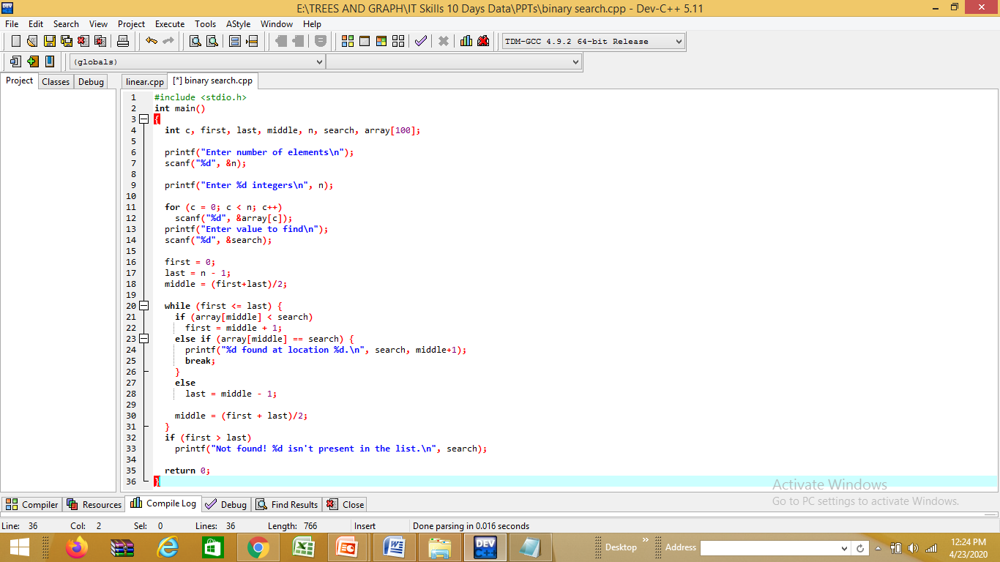 E:\TREES AND GRAPH\IT Skills 10 Days Data\PPTs\binary search.cpp - Dev-C++ 5.11
File Edit Search View Project Execute Tools AStyle Window Help
TDM-GCC 4.9.2 64-bit Release
(globals)
Project Classes Debug
linear.cpp [*] binary search.cpp
1 #include <stdio.h>
2 int main()
3 {
4 int c, first, last, middle, n, search, array[100];
5
6 printf("Enter number of elements\n");
7 scanf("%d", &n);
8
9 printf("Enter %d integers\n", n);
10
11 for (c = 0; c < n; c++)
12 scanf("%d", &array[c]);
13 printf("Enter value to find\n");
14 scanf("%d", &search);
15
16 first = 0;
17 last = n - 1;
18 middle = (first+last)/2;
19
20 while (first <= last) {
21 if (array[middle] < search)
22 first = middle + 1;
23 else if (array[middle] == search) {
24 printf("%d found at location %d.\n", search, middle+1);
25 break;
26 }
27 else
28 last = middle - 1;
29
30 middle = (first + last)/2;
31 }
32 if (first > last)
33 printf("Not found! %d isn't present in the list.\n", search);
34
35 return 0;
36 }
Activate Windows
Go to PC settings to activate Windows.
Compiler Resources Compile Log Debug Find Results Close
Line: 36 Col: 2 Sel: 0 Lines: 36 Length: 766 Insert Done parsing in 0.016 seconds
DEV C++ Desktop » Address 12:24 PM
4/23/2020